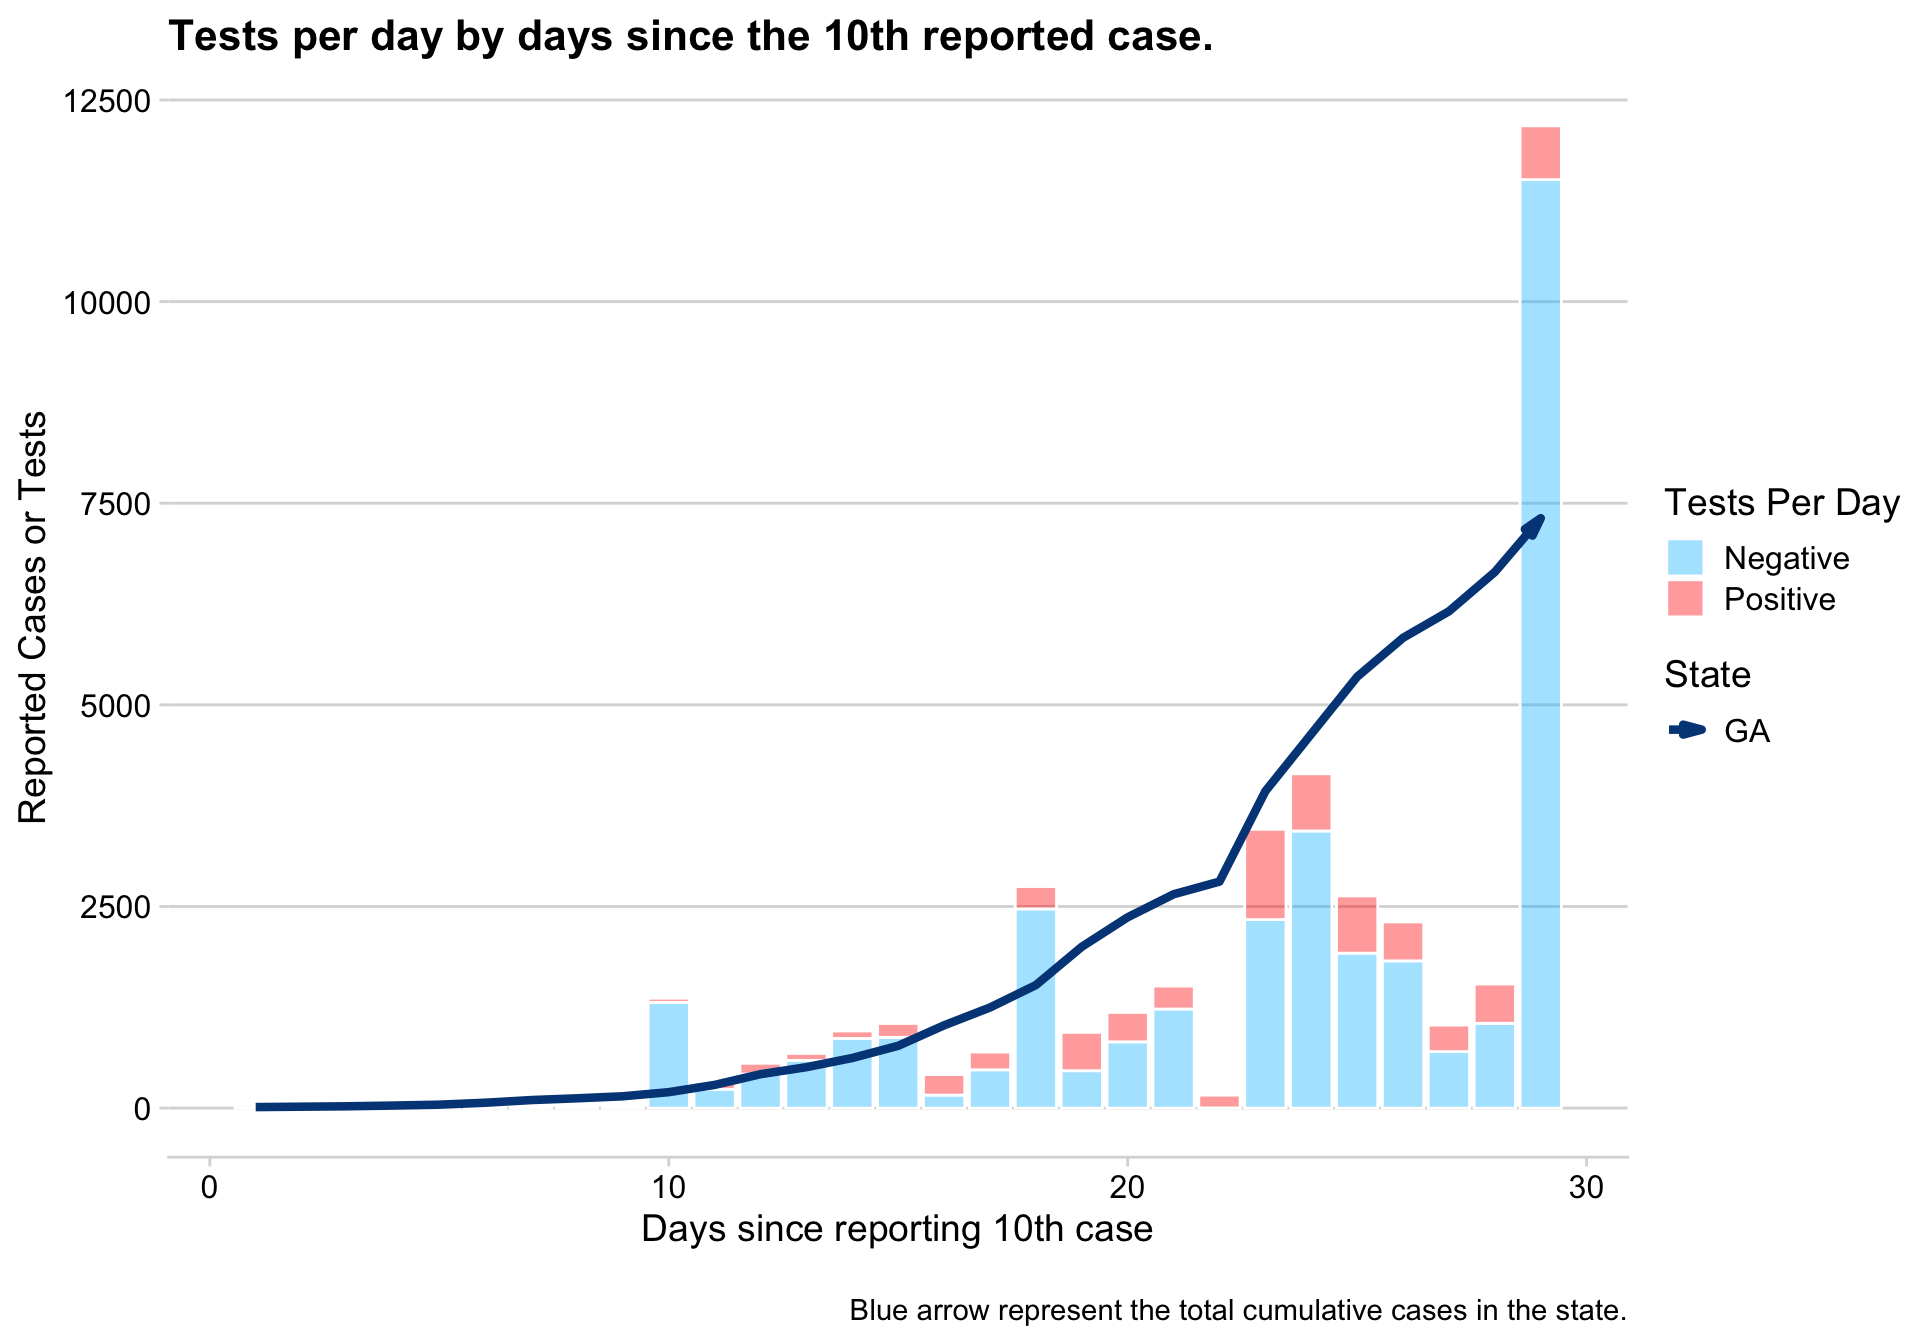 Tests per day by days since the 10th reported case.
12500
10000
7500
5000
2500
0
Reported Cases or Tests
0 10 20 30
Days since reporting 10th case
Tests Per Day
Negative
Positive
State
GA
Blue arrow represent the total cumulative cases in the state.